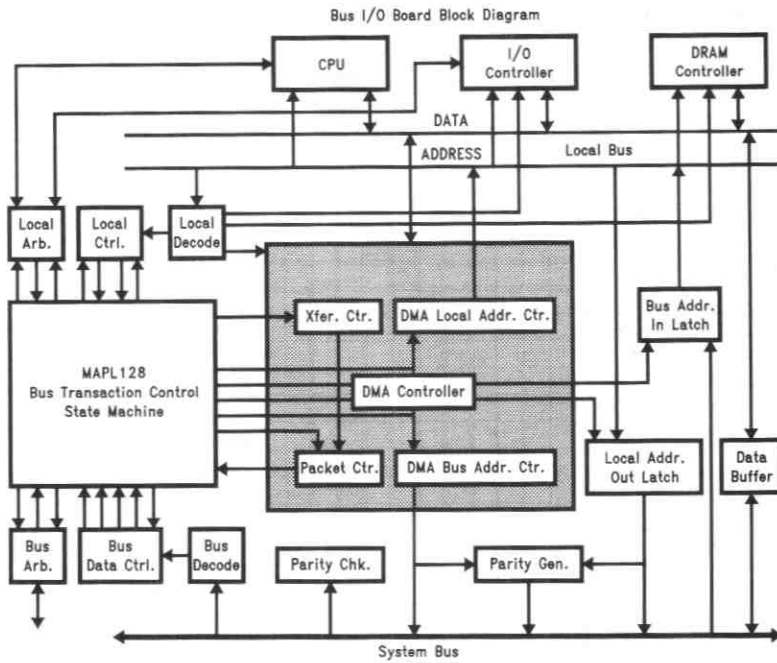 Bus I/O Board Block Diagram
CPU
I/O
Controller
DRAM
Controller
DATA
ADDRESS
Local Bus
Local
Arb.
Local
Ctrl.
Local
Decode
Xfer. Ctr.
DMA Local Addr. Ctr.
Bus Addr.
In Latch
MAPL128
Bus Transaction Control
State Machine
DMA Controller
Packet Ctr.
DMA Bus Addr. Ctr.
Local Addr.
Out Latch
Data
Buffer
Bus
Arb.
Bus
Data Ctrl.
Bus
Decode
Parity Chk.
Parity Gen.
System Bus